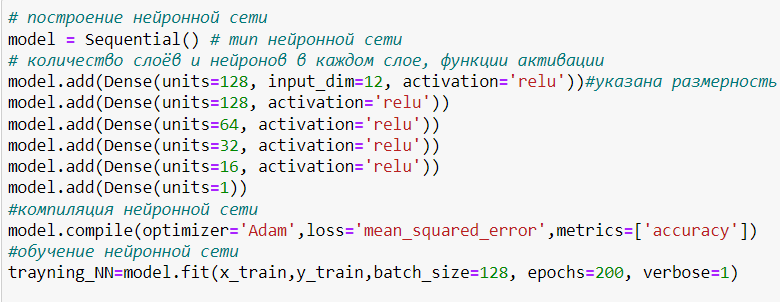 # построение нейронной сети
model = Sequential() # тип нейронной сети
# количество слоёв и нейронов в каждом слое, функции активации
model.add(Dense(units=128, input_dim=12, activation='relu'))#указана размерность
model.add(Dense(units=128, activation='relu'))
model.add(Dense(units=64, activation='relu'))
model.add(Dense(units=32, activation='relu'))
model.add(Dense(units=16, activation='relu'))
model.add(Dense(units=1))
#компиляция нейронной сети
model.compile(optimizer='Adam',loss='mean_squared_error',metrics=['accuracy'])
#обучение нейронной сети
trayning_NN=model.fit(x_train,y_train,batch_size=128, epochs=200, verbose=1)